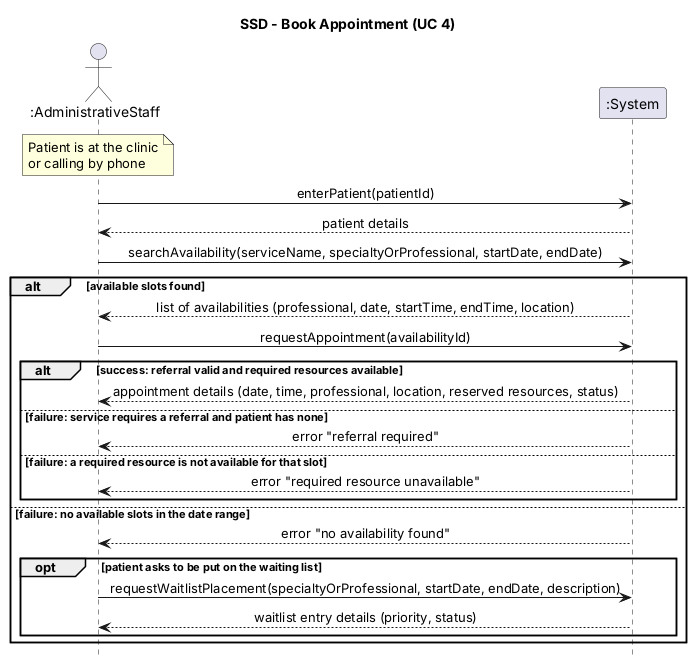 SSD - Book Appointment (UC 4)
:AdministrativeStaff
:System
Patient is at the clinic
or calling by phone
enterPatient(patientId)
patient details
searchAvailability(serviceName, specialtyOrProfessional, startDate, endDate)
alt [available slots found]
list of availabilities (professional, date, startTime, endTime, location)
requestAppointment(availabilityId)
alt [success: referral valid and required resources available]
appointment details (date, time, professional, location, reserved resources, status)
[failure: service requires a referral and patient has none]
error "referral required"
[failure: a required resource is not available for that slot]
error "required resource unavailable"
[failure: no available slots in the date range]
error "no availability found"
opt [patient asks to be put on the waiting list]
requestWaitlistPlacement(specialtyOrProfessional, startDate, endDate, description)
waitlist entry details (priority, status)